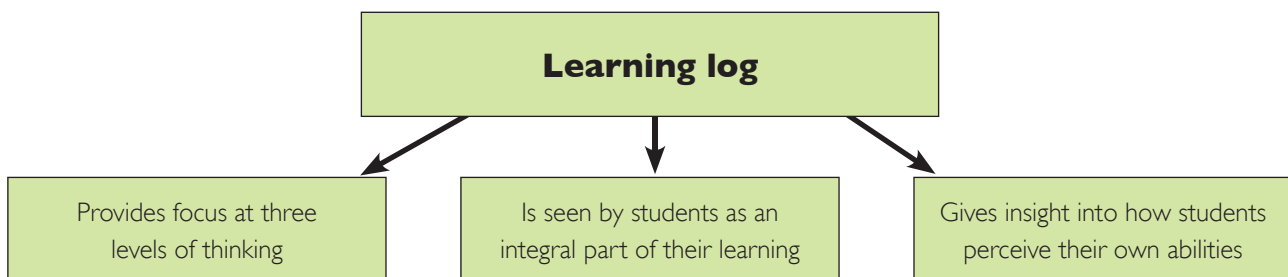 Learning log
Provides focus at three
levels of thinking
Is seen by students as an
integral part of their learning
Gives insight into how students
perceive their own abilities